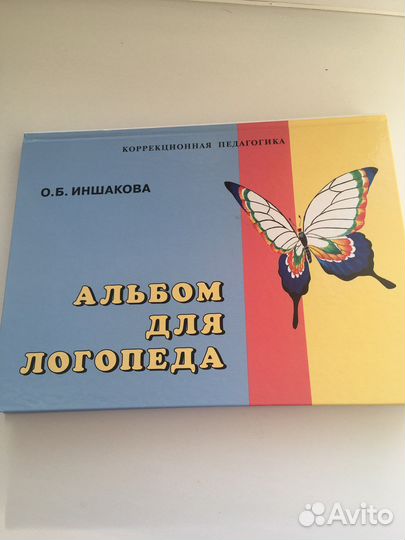 КОРРЕКЦИОННАЯ ПЕДАГОГИКА
О.Б. ИНШАКОВА
АЛЬБОМ
ДЛЯ
ЛОГОПЕДА
Avito